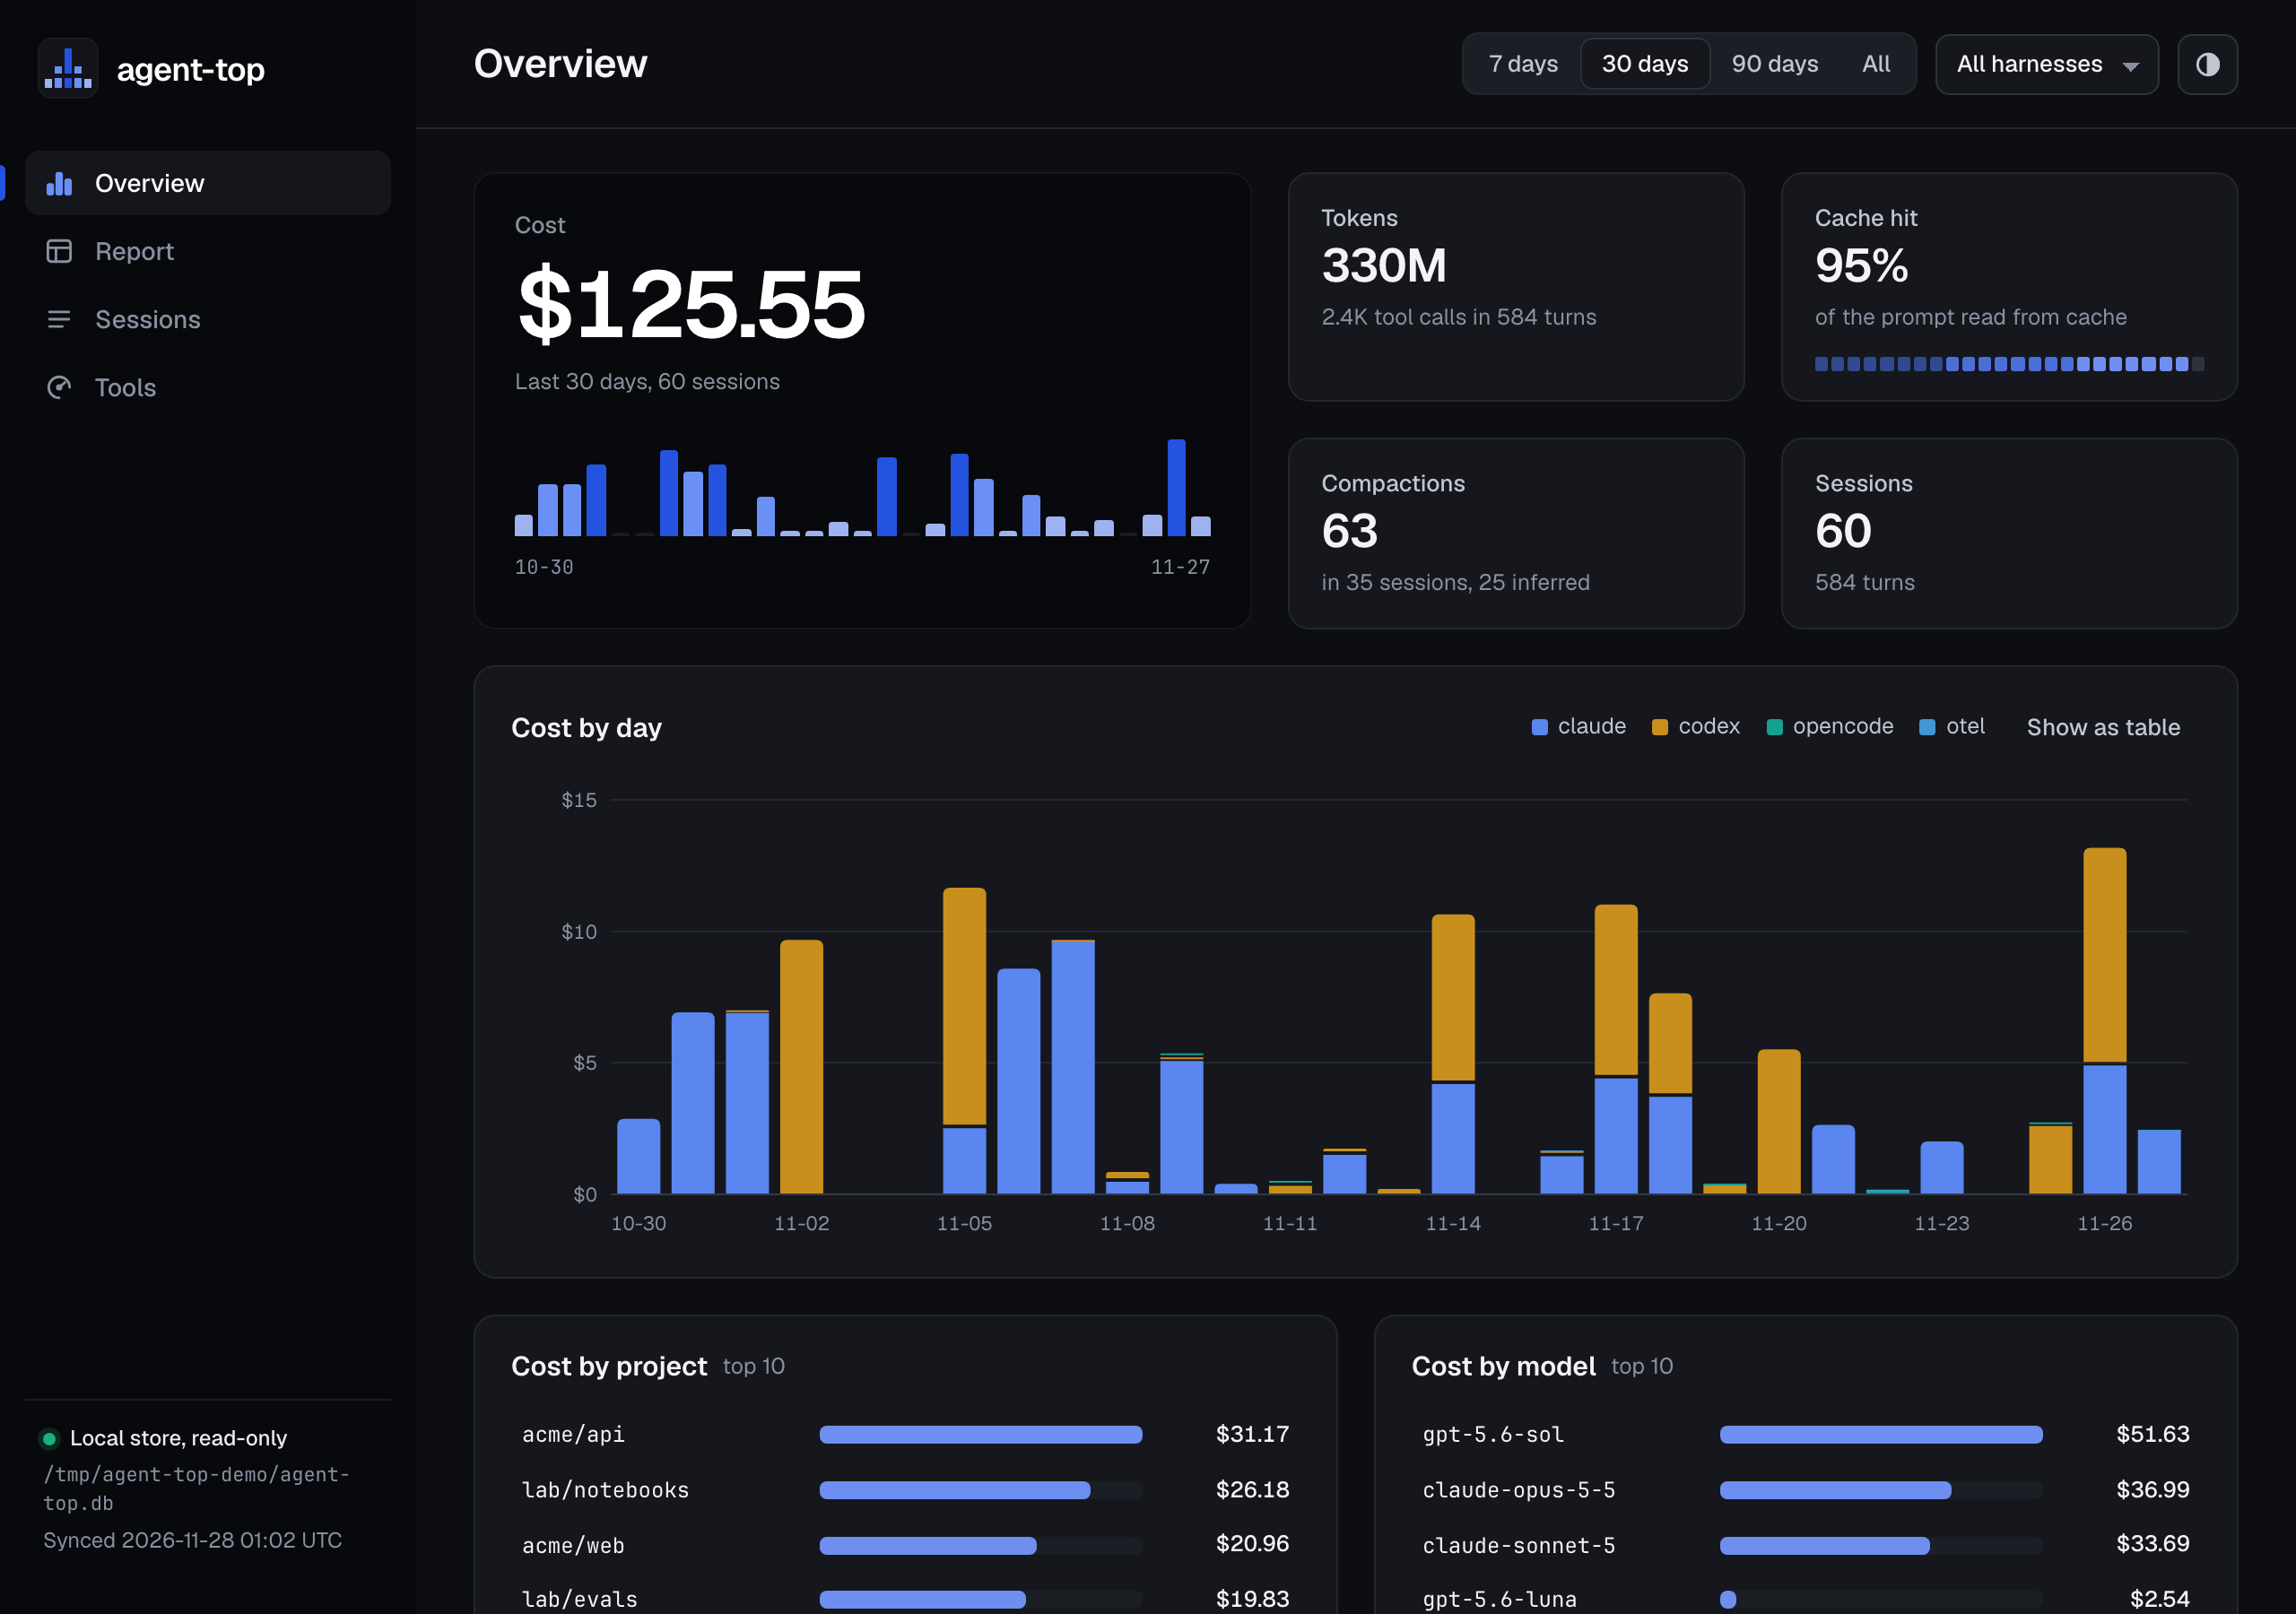 agent-top
Overview
Report
Sessions
Tools
Local store, read-only
/tmp/agent-top-demo/agent-
top.db
Synced 2026-11-28 01:02 UTC
Overview
7 days 30 days 90 days All
All harnesses
Cost
$125.55
Last 30 days, 60 sessions
10-30 11-27
Tokens
330M
2.4K tool calls in 584 turns
Cache hit
95%
of the prompt read from cache
Compactions
63
in 35 sessions, 25 inferred
Sessions
60
584 turns
Cost by day
claude codex opencode otel Show as table
$15
$10
$5
$0
10-30 11-02 11-05 11-08 11-11 11-14 11-17 11-20 11-23 11-26
Cost by project top 10
acme/api $31.17
lab/notebooks $26.18
acme/web $20.96
lab/evals $19.83
Cost by model top 10
gpt-5.6-sol $51.63
claude-opus-5-5 $36.99
claude-sonnet-5 $33.69
gpt-5.6-luna $2.54